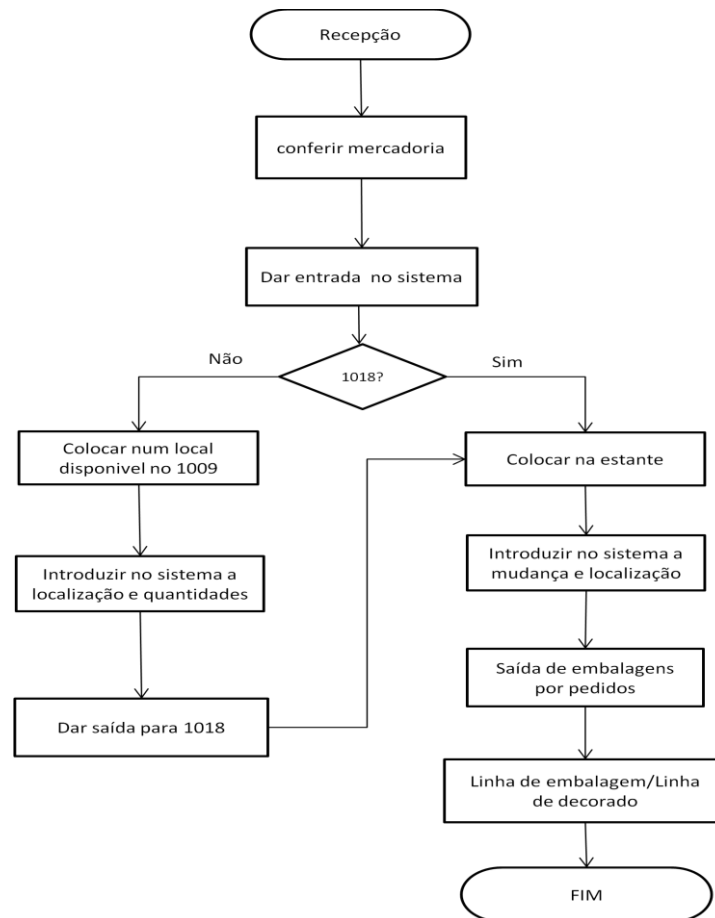 Recepção
conferir mercadoria
Dar entrada no sistema
Não
Sim
1018?
Colocar num local
disponivel no 1009
Colocar na estante
Introduzir no sistema a
localização e quantidades
Introduzir no sistema a
mudança e localização
Saída de embalagens
por pedidos
Dar saída para 1018
Linha de embalagem/Linha
de decorado
FIM